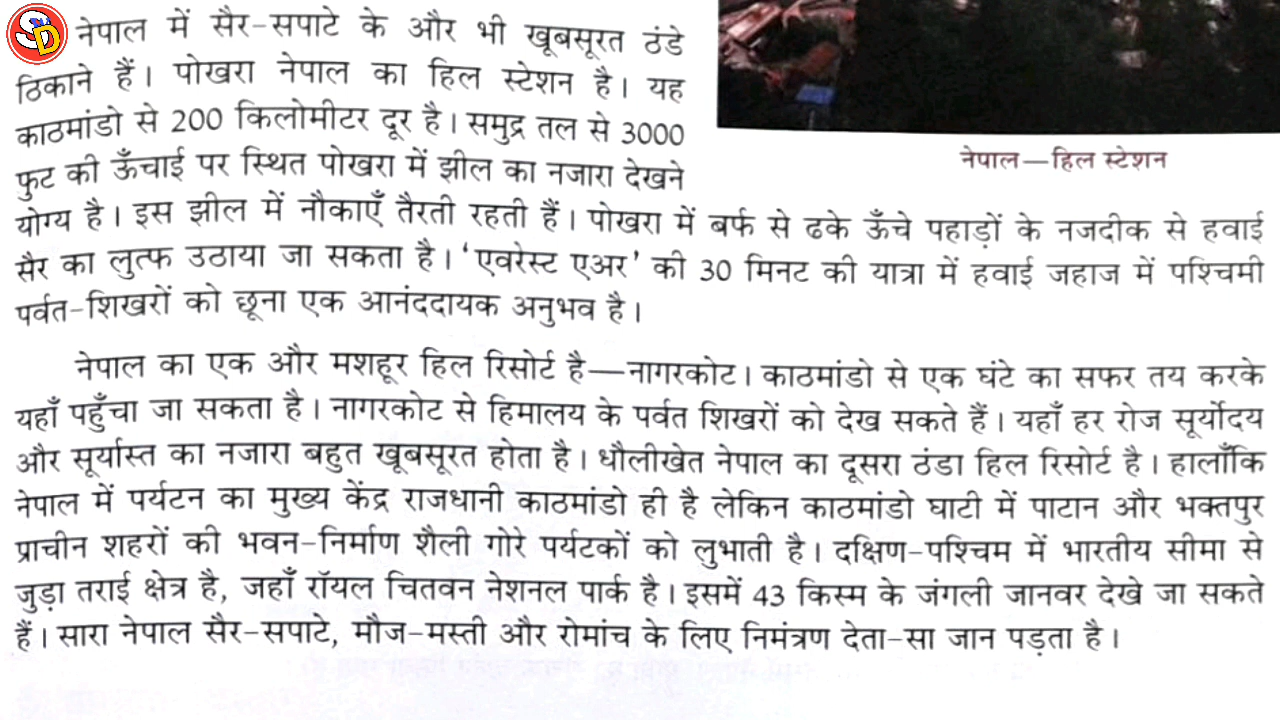 SD
नेपाल में सैर-सपाटे के और भी खूबसूरत ठंडे
ठिकाने हैं। पोखरा नेपाल का हिल स्टेशन है। यह
काठमांडो से 200 किलोमीटर दूर है। समुद्र तल से 3000
फुट की ऊँचाई पर स्थित पोखरा में झील का नजारा देखने
योग्य है। इस झील में नौकाएँ तैरती रहती हैं। पोखरा में बर्फ से ढके ऊँचे पहाड़ों के नजदीक से हवाई
सैर का लुत्फ उठाया जा सकता है। ‘एवरेस्ट एअर’ की 30 मिनट की यात्रा में हवाई जहाज में पश्चिमी
पर्वत-शिखरों को छूना एक आनंददायक अनुभव है।
नेपाल—हिल स्टेशन
नेपाल का एक और मशहूर हिल रिसोर्ट है—नागरकोट। काठमांडो से एक घंटे का सफर तय करके
यहाँ पहुँचा जा सकता है। नागरकोट से हिमालय के पर्वत शिखरों को देख सकते हैं। यहाँ हर रोज सूर्योदय
और सूर्यास्त का नजारा बहुत खूबसूरत होता है। धौलीखेत नेपाल का दूसरा ठंडा हिल रिसोर्ट है। हालाँकि
नेपाल में पर्यटन का मुख्य केंद्र राजधानी काठमांडो ही है लेकिन काठमांडो घाटी में पाटान और भक्तपुर
प्राचीन शहरों की भवन-निर्माण शैली गोरे पर्यटकों को लुभाती है। दक्षिण-पश्चिम में भारतीय सीमा से
जुड़ा तराई क्षेत्र है, जहाँ रॉयल चितवन नेशनल पार्क है। इसमें 43 किस्म के जंगली जानवर देखे जा सकते
हैं। सारा नेपाल सैर-सपाटे, मौज-मस्ती और रोमांच के लिए निमंत्रण देता-सा जान पड़ता है।